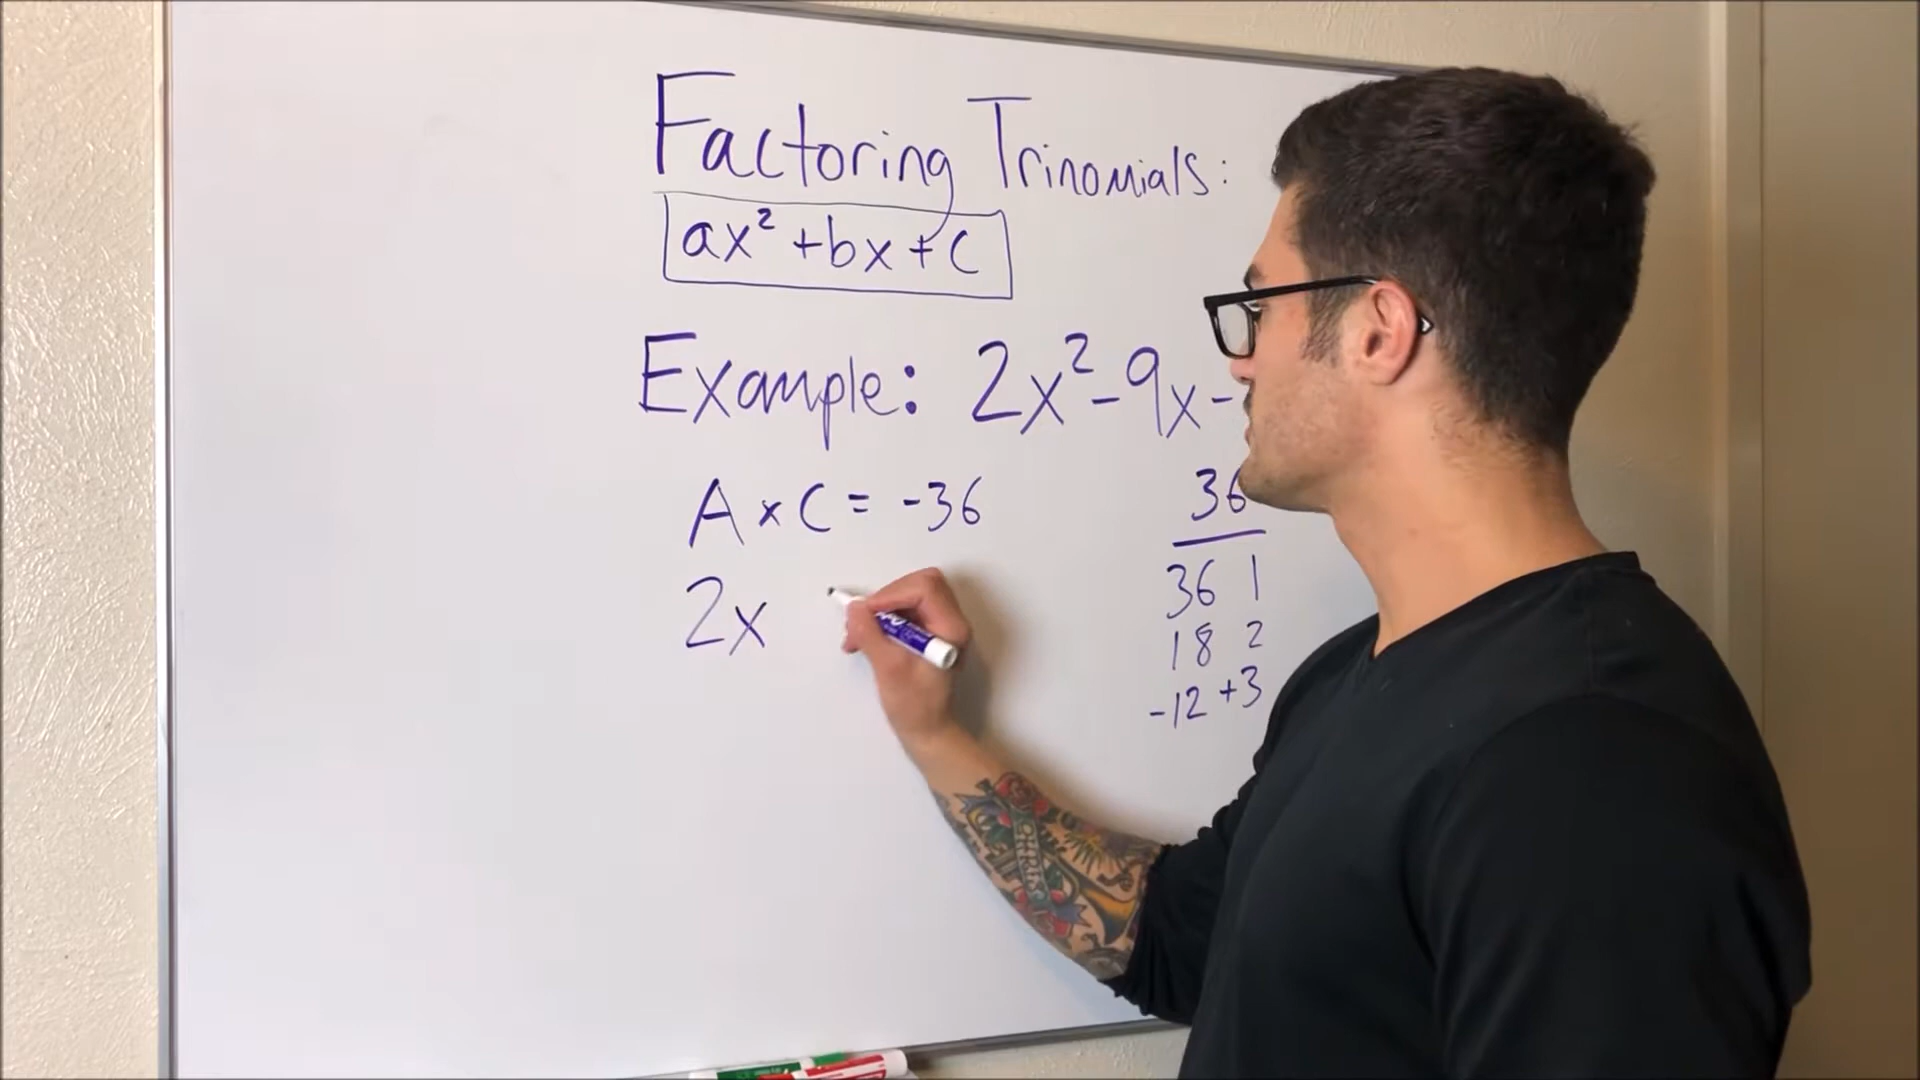 Factoring Trinomials:
ax² + bx + c
Example: 2x² - 9x -
A x C = -36
2x
36
36 1
18 2
-12 +3